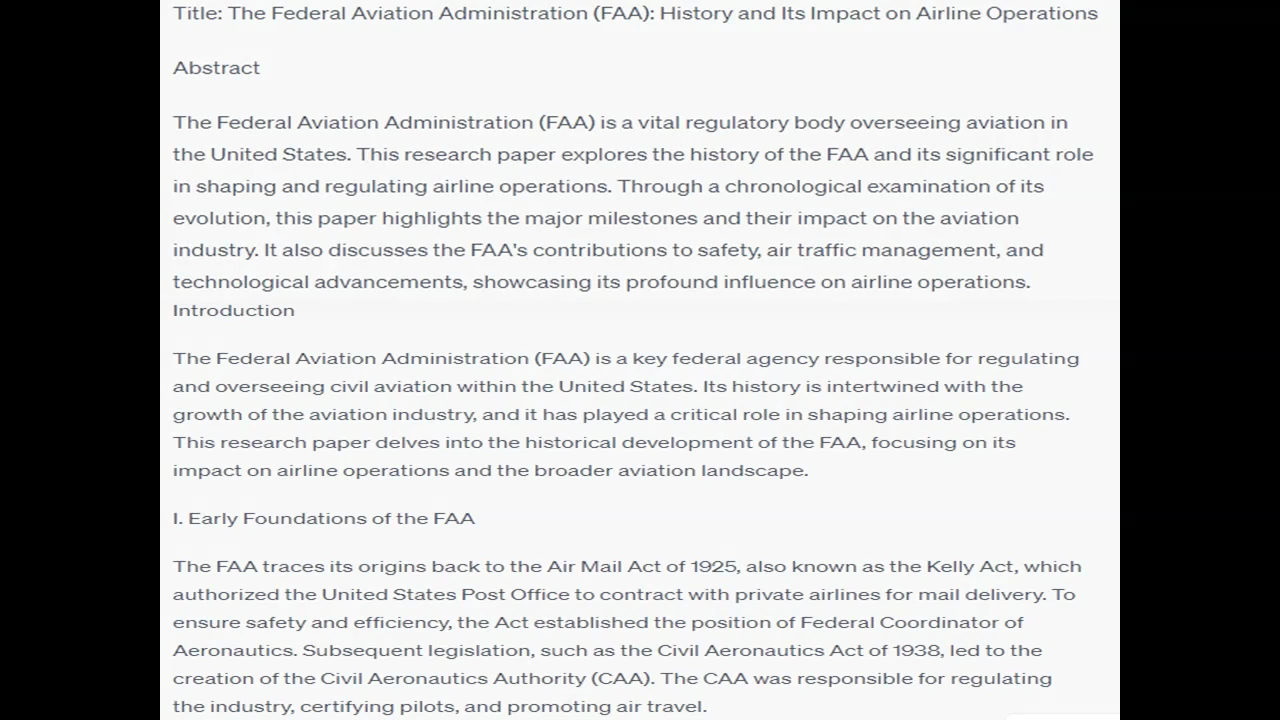 Title: The Federal Aviation Administration (FAA): History and Its Impact on Airline Operations
Abstract
The Federal Aviation Administration (FAA) is a vital regulatory body overseeing aviation in
the United States. This research paper explores the history of the FAA and its significant role
in shaping and regulating airline operations. Through a chronological examination of its
evolution, this paper highlights the major milestones and their impact on the aviation
industry. It also discusses the FAA's contributions to safety, air traffic management, and
technological advancements, showcasing its profound influence on airline operations.
Introduction
The Federal Aviation Administration (FAA) is a key federal agency responsible for regulating
and overseeing civil aviation within the United States. Its history is intertwined with the
growth of the aviation industry, and it has played a critical role in shaping airline operations.
This research paper delves into the historical development of the FAA, focusing on its
impact on airline operations and the broader aviation landscape.
I. Early Foundations of the FAA
The FAA traces its origins back to the Air Mail Act of 1925, also known as the Kelly Act, which
authorized the United States Post Office to contract with private airlines for mail delivery. To
ensure safety and efficiency, the Act established the position of Federal Coordinator of
Aeronautics. Subsequent legislation, such as the Civil Aeronautics Act of 1938, led to the
creation of the Civil Aeronautics Authority (CAA). The CAA was responsible for regulating
the industry, certifying pilots, and promoting air travel.